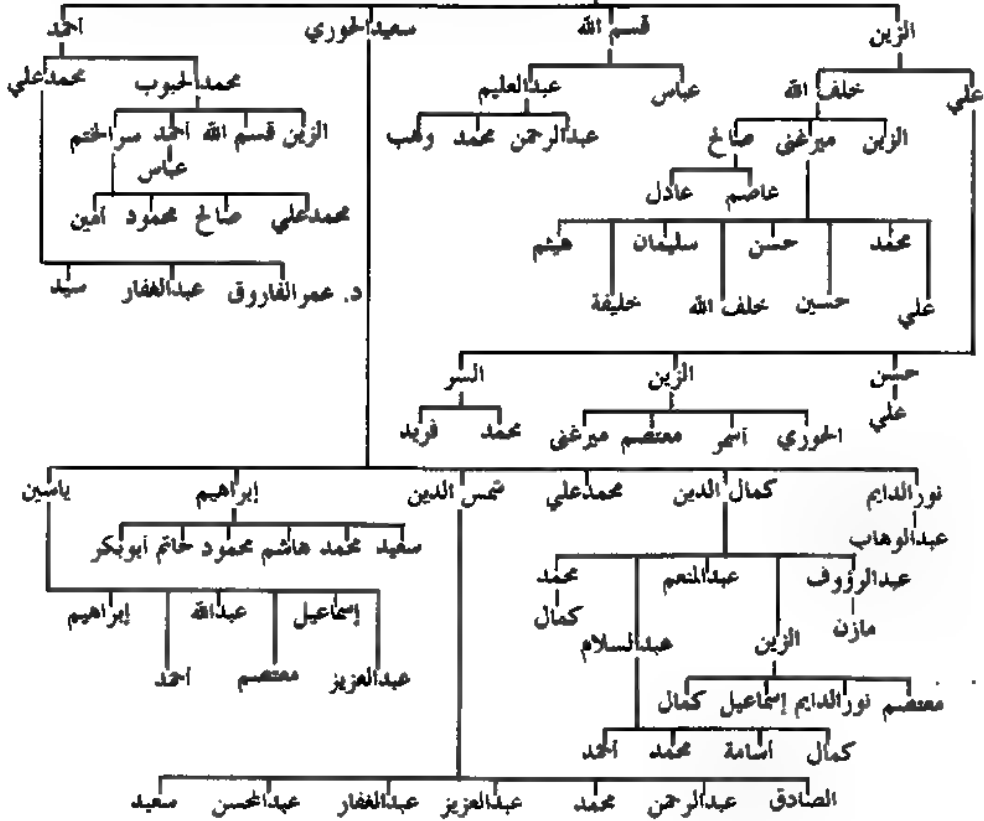 الزين قسم الله سعيدالحوري أحمد
علي خلف الله عباس عبدالعليم محمدالحبوب محمدعلي
الزين ميرغني صالح عبدالرحمن محمد وهب الزين قسم الله أحمد سرالختم
عاصم عادل عباس
محمدعلي صالح محمود أمين
محمد حسن سليمان هيثم
علي حسين خلف الله خليفة د. عمرالفاروق عبدالغفار سيد
حسن الزين السر
علي الحوري أسمر معتصم ميرغنى محمد فريد
نورالدايم كمال الدين محمدعلي شمس الدين إبراهيم ياسين
عبدالوهاب سعيد محمد هاشم محمود حاتم أبوبكر
عبدالرؤوف عبدالمنعم محمد
مازن كمال إسماعيل عبدالله إبراهيم
الزين عبدالسلام
عبدالعزيز معتصم أحمد
معتصم نورالدايم إسماعيل كمال
كمال أسامة محمد أحمد
الصادق عبدالرحمن محمد عبدالعزيز عبدالغفار عبدالمحسن سعيد